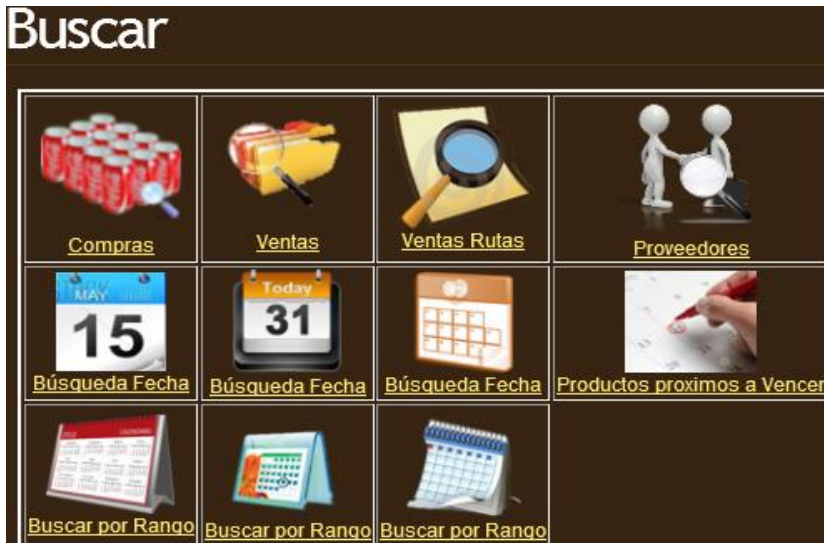 Buscar
Compras
Ventas
Ventas Rutas
Proveedores
MAY
15
Today
31
Búsqueda Fecha
Búsqueda Fecha
Búsqueda Fecha
Productos proximos a Vencer
Buscar por Rango
Buscar por Rango
Buscar por Rango